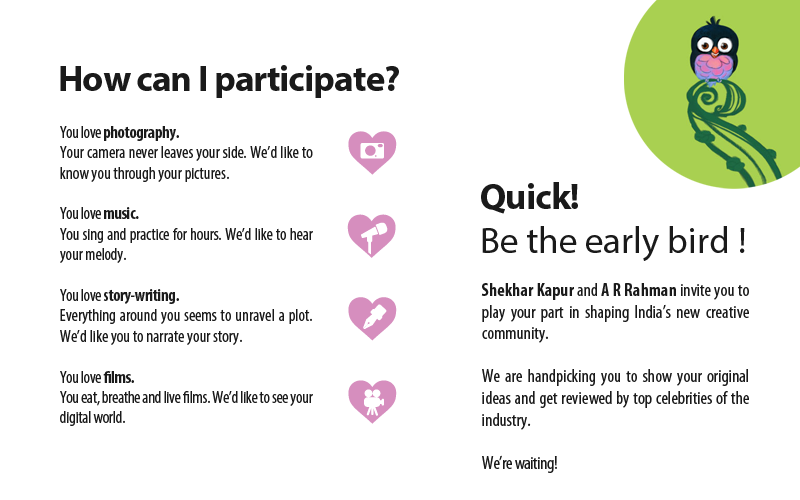 How can I participate?
You love photography.
Your camera never leaves your side. We'd like to
know you through your pictures.
You love music.
You sing and practice for hours. We'd like to hear
your melody.
You love story-writing.
Everything around you seems to unravel a plot.
We'd like you to narrate your story.
You love films.
You eat, breathe and live films. We'd like to see your
digital world.
Quick!
Be the early bird !
Shekhar Kapur and A R Rahman invite you to
play your part in shaping India's new creative
community.
We are handpicking you to show your original
ideas and get reviewed by top celebrities of the
industry.
We're waiting!